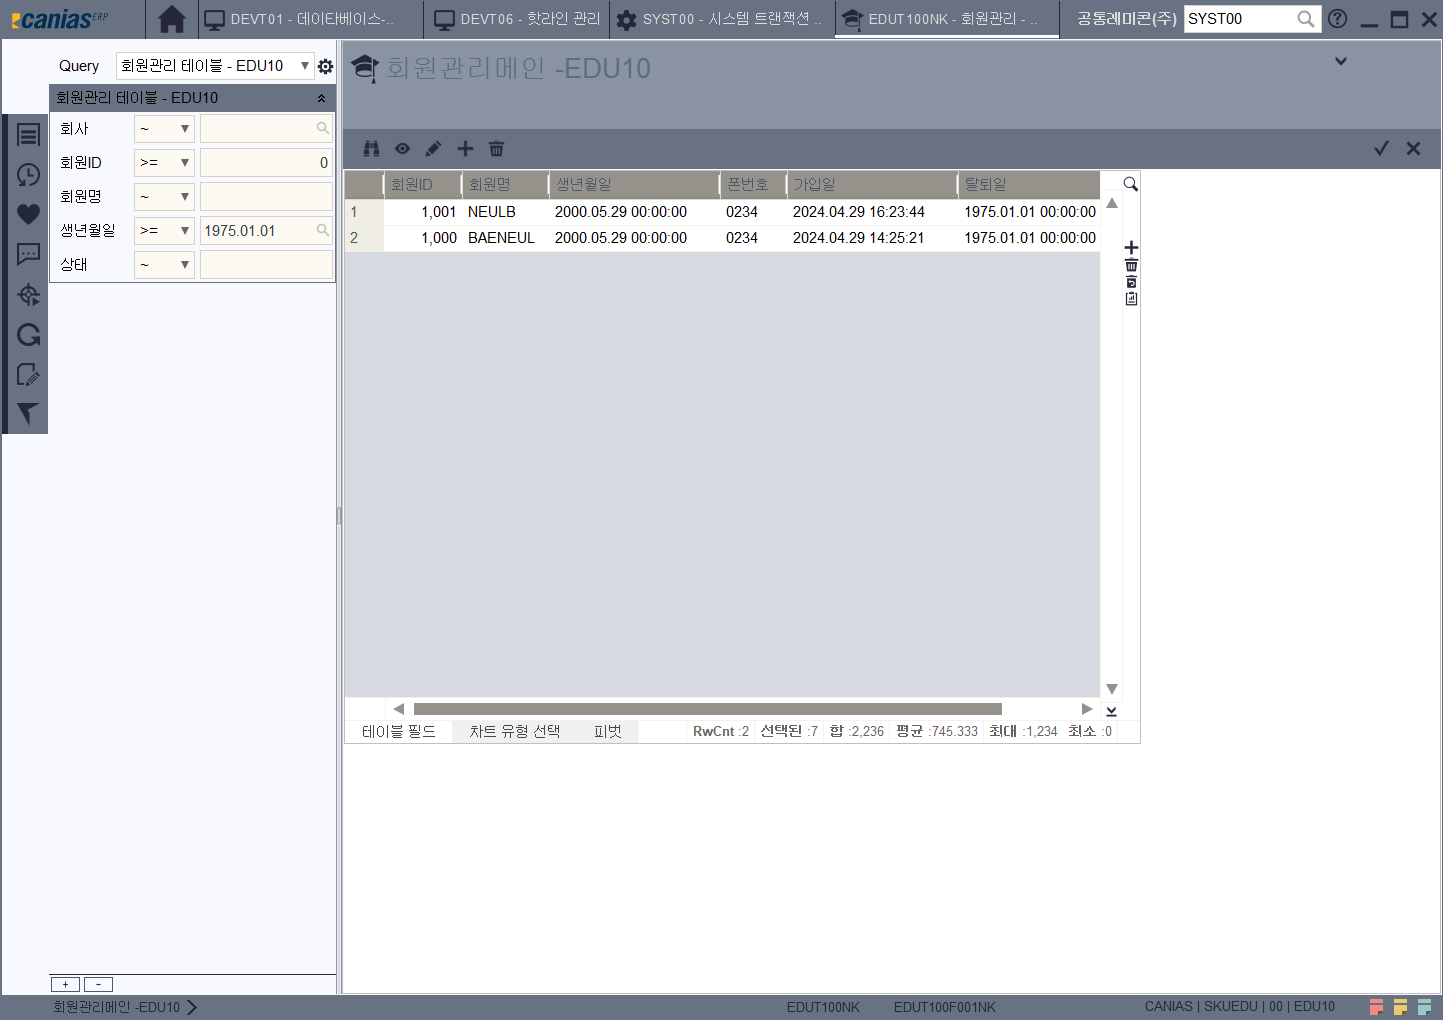 canias ERP
DEVT01 - 데이타베이스-..
DEVT06 - 핫라인 관리
SYST00 - 시스템 트랜잭션 ..
EDUT100NK - 회원관리 - ..
공통레미콘(주)
SYST00
Query
회원관리 테이블 - EDU10
회원관리 테이블 - EDU10
회사 ~
회원ID >= 0
회원명 ~
생년월일 >= 1975.01.01
상태 ~
회원관리메인 -EDU10
회원ID 회원명 생년월일 폰번호 가입일 탈퇴일
1 1,001 NEULB 2000.05.29 00:00:00 0234 2024.04.29 16:23:44 1975.01.01 00:00:00
2 1,000 BAENEUL 2000.05.29 00:00:00 0234 2024.04.29 14:25:21 1975.01.01 00:00:00
테이블 필드 차트 유형 선택 피벗 RwCnt :2 선택된 :7 합 :2,236 평균 :745.333 최대 :1,234 최소 :0
+ -
회원관리메인 -EDU10
EDUT100NK
EDUT100F001NK
CANIAS | SKUEDU | 00 | EDU10